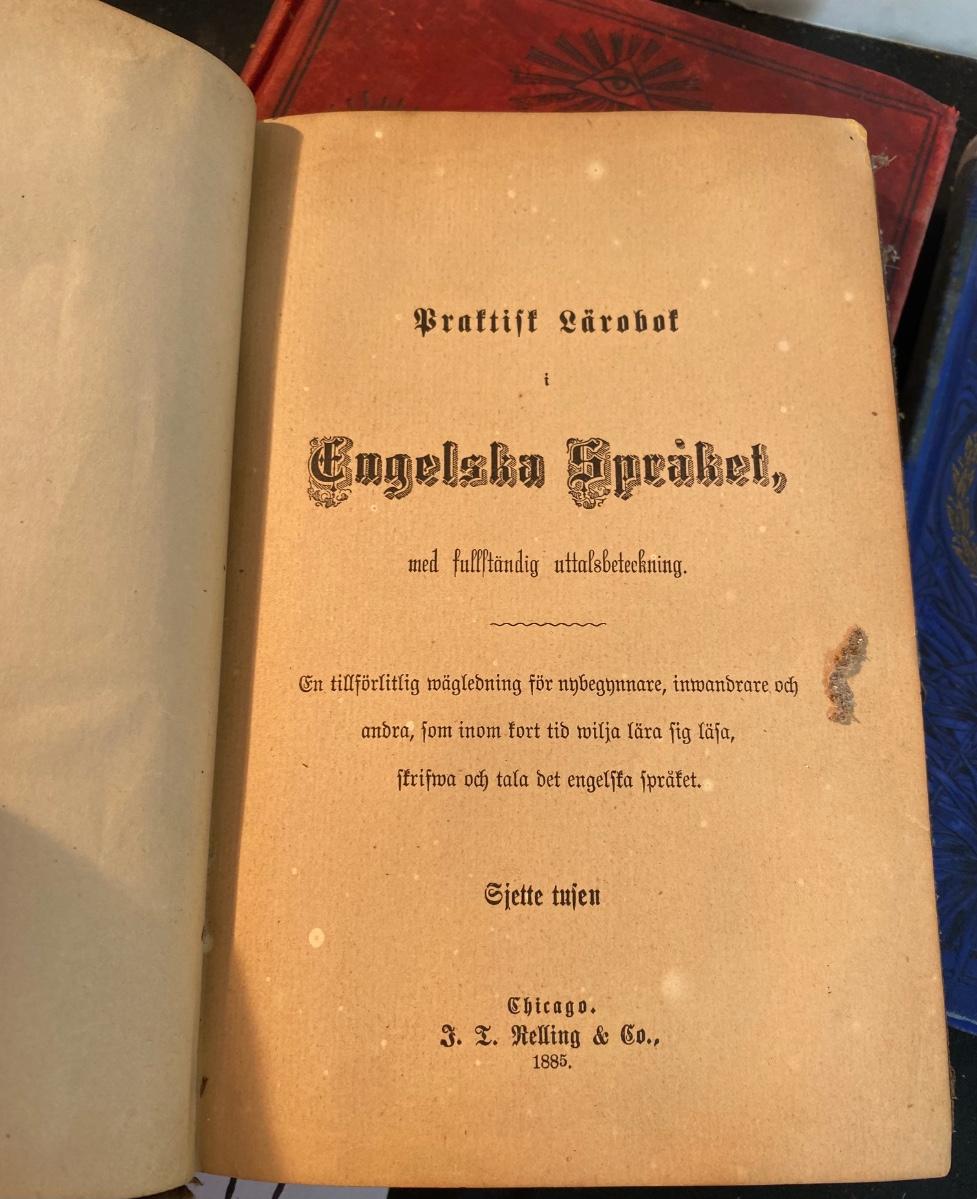 Praktisk Lärobok
i
Engelska Språket,
med fullständig uttalsbeteckning.
En tillförlitlig wägledning för nybegynnare, inwandrare och
andra, som inom kort tid wilja lära sig läsa,
skrifwa och tala det engelska språket.
Sjette tusen
Chicago.
J. T. Relling & Co.,
1885.